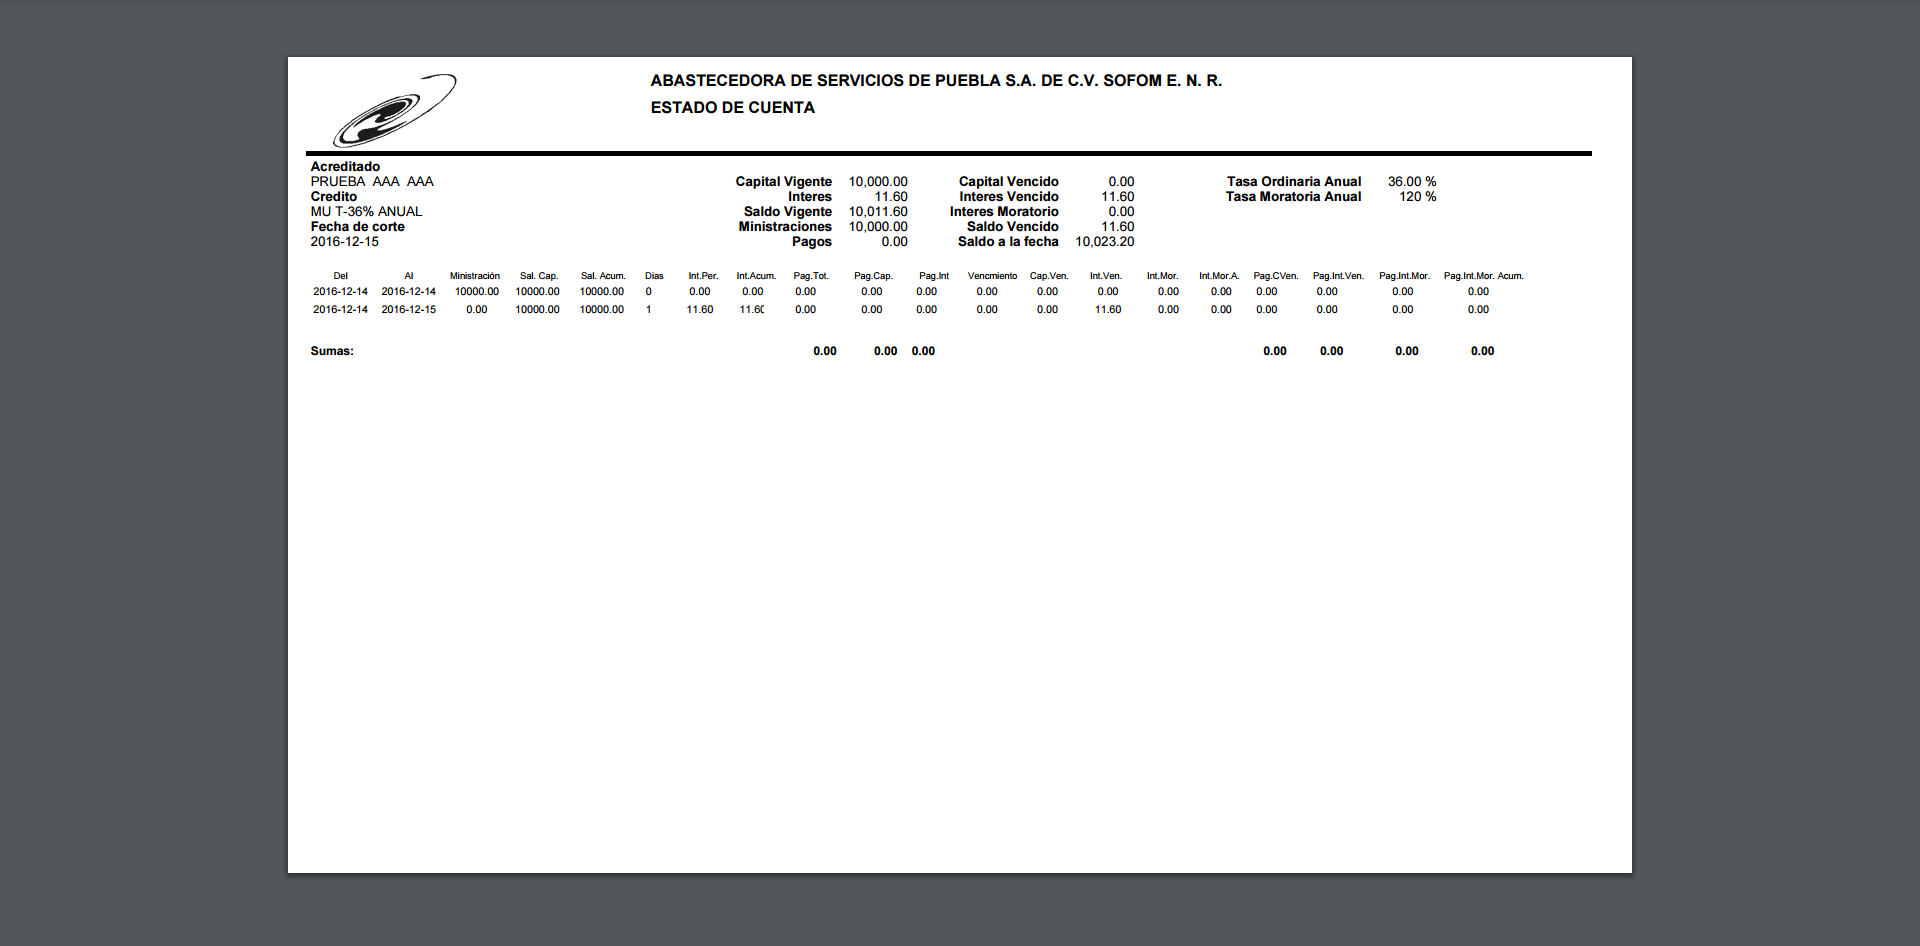 ABASTECEDORA DE SERVICIOS DE PUEBLA S.A. DE C.V. SOFOM E. N. R.
ESTADO DE CUENTA
Acreditado
PRUEBA AAA AAA Capital Vigente 10,000.00 Capital Vencido 0.00 Tasa Ordinaria Anual 36.00 %
Credito Interes 11.60 Interes Vencido 11.60 Tasa Moratoria Anual 120 %
MU T-36% ANUAL Saldo Vigente 10,011.60 Interes Moratorio 0.00
Fecha de corte Ministraciones 10,000.00 Saldo Vencido 11.60
2016-12-15 Pagos 0.00 Saldo a la fecha 10,023.20
Del Al Ministración Sal. Cap. Sal. Acum. Dias Int.Per. Int.Acum. Pag.Tot. Pag.Cap. Pag.Int Vencmiento Cap.Ven. Int.Ven. Int.Mor. Int.Mor.A. Pag.CVen. Pag.Int.Ven. Pag.Int.Mor. Pag.Int.Mor. Acum.
2016-12-14 2016-12-14 10000.00 10000.00 10000.00 0 0.00 0.00 0.00 0.00 0.00 0.00 0.00 0.00 0.00 0.00 0.00 0.00 0.00 0.00
2016-12-14 2016-12-15 0.00 10000.00 10000.00 1 11.60 11.60 0.00 0.00 0.00 0.00 0.00 11.60 0.00 0.00 0.00 0.00 0.00 0.00
Sumas: 0.00 0.00 0.00 0.00 0.00 0.00 0.00